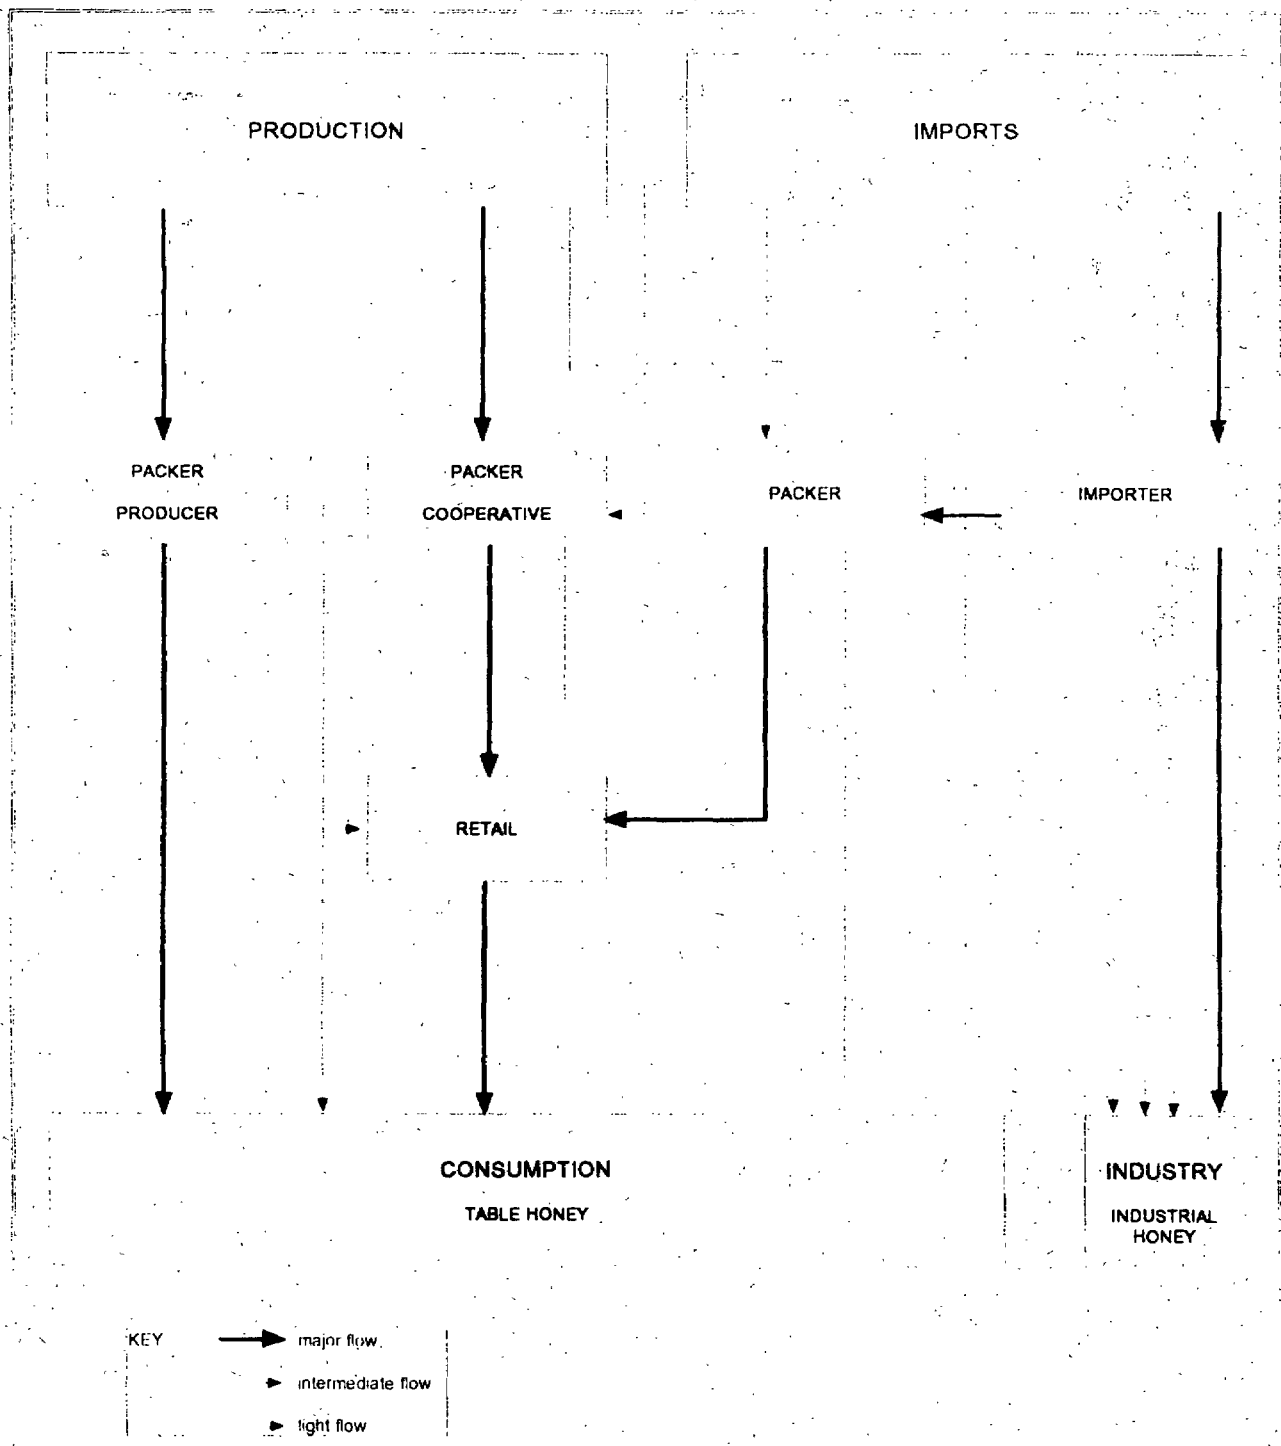 PRODUCTION
IMPORTS
PACKER
PRODUCER
PACKER
COOPERATIVE
PACKER
IMPORTER
RETAIL
CONSUMPTION
TABLE HONEY
INDUSTRY
INDUSTRIAL
HONEY
KEY
major flow
intermediate flow
light flow